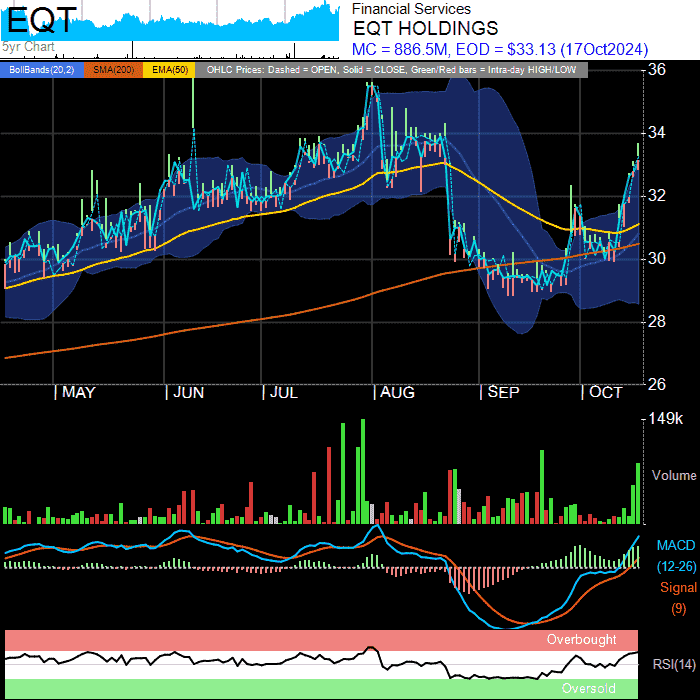 EQT
5yr Chart
Financial Services
EQT HOLDINGS
MC = 886.5M, EOD = $33.13 (17Oct2024)
BollBands(20,2) SMA(200) EMA(50) OHLC Prices: Dashed = OPEN, Solid = CLOSE, Green/Red bars = Intra-day HIGH/LOW
36
34
32
30
28
26
MAY JUN JUL AUG SEP OCT
149k
Volume
MACD
(12-26)
Signal
(9)
Overbought
RSI(14)
Oversold